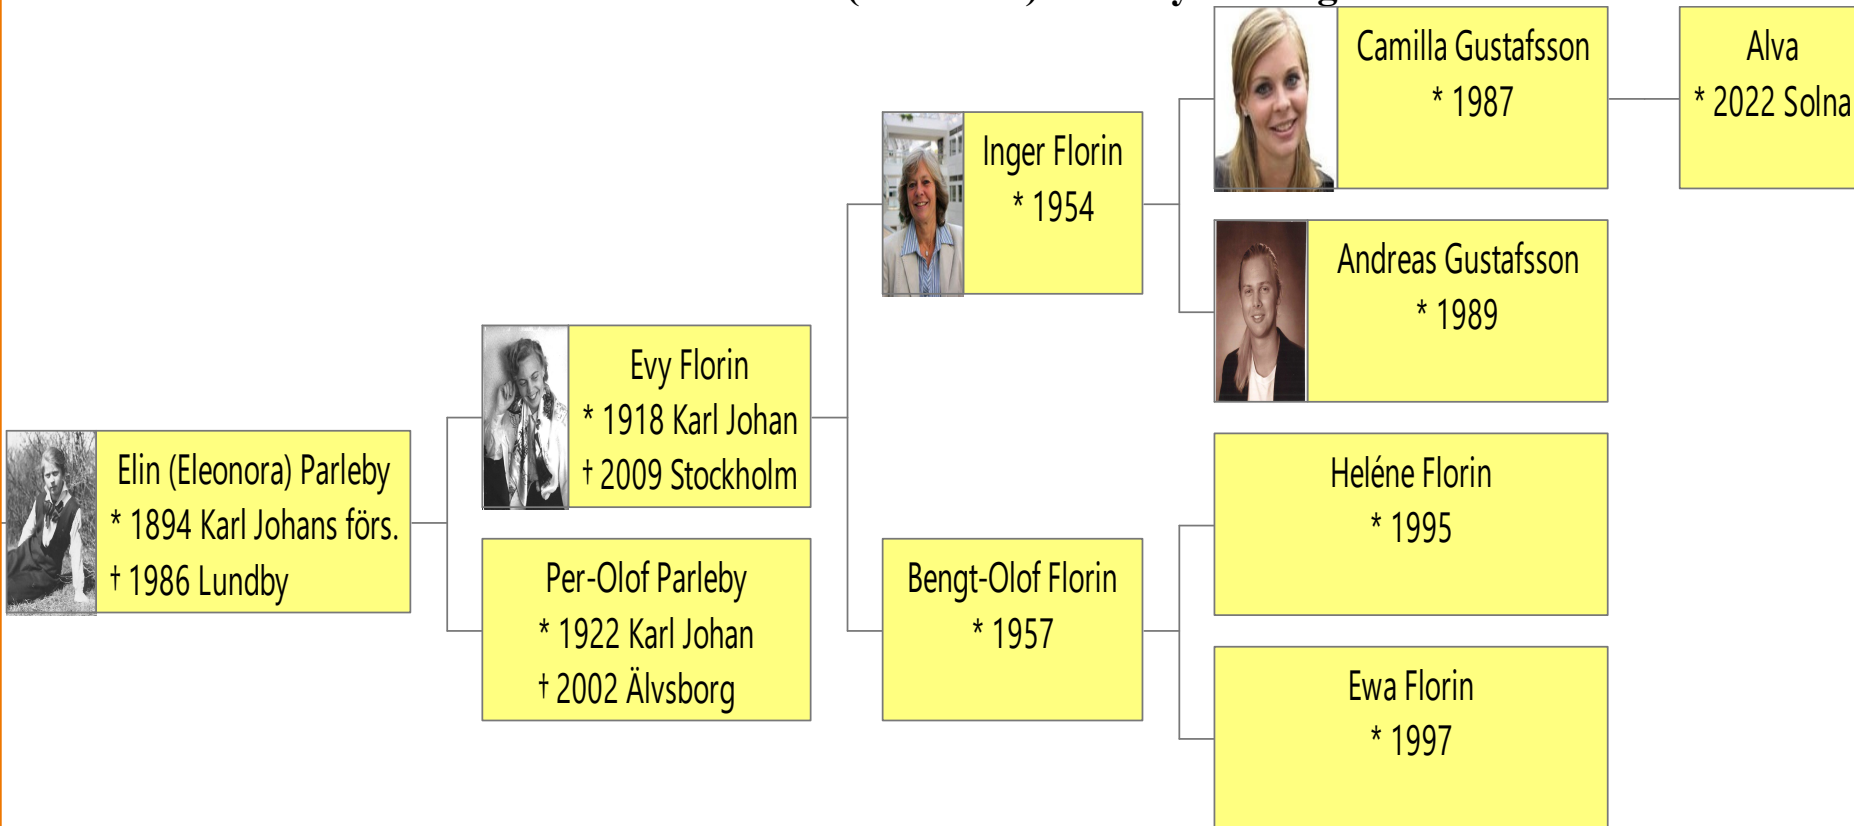 Camilla Gustafsson
* 1987
Alva
* 2022 Solna
Inger Florin
* 1954
Andreas Gustafsson
* 1989
Evy Florin
* 1918 Karl Johan
† 2009 Stockholm
Elin (Eleonora) Parleby
* 1894 Karl Johans förs.
† 1986 Lundby
Heléne Florin
* 1995
Per-Olof Parleby
* 1922 Karl Johan
† 2002 Älvsborg
Bengt-Olof Florin
* 1957
Ewa Florin
* 1997